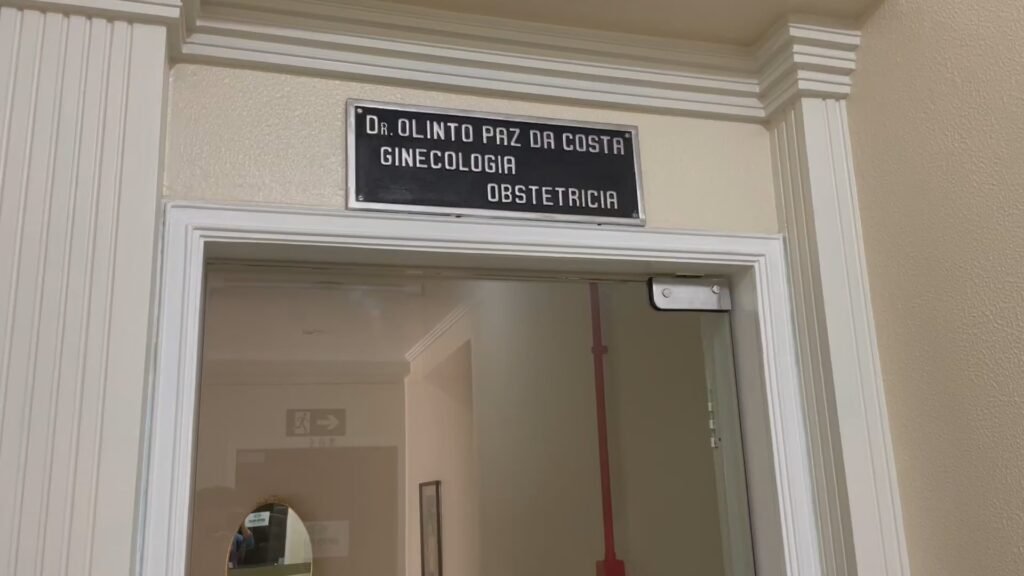 Dr. OLINTO PAZ DA COSTA
GINECOLOGIA
OBSTETRICIA